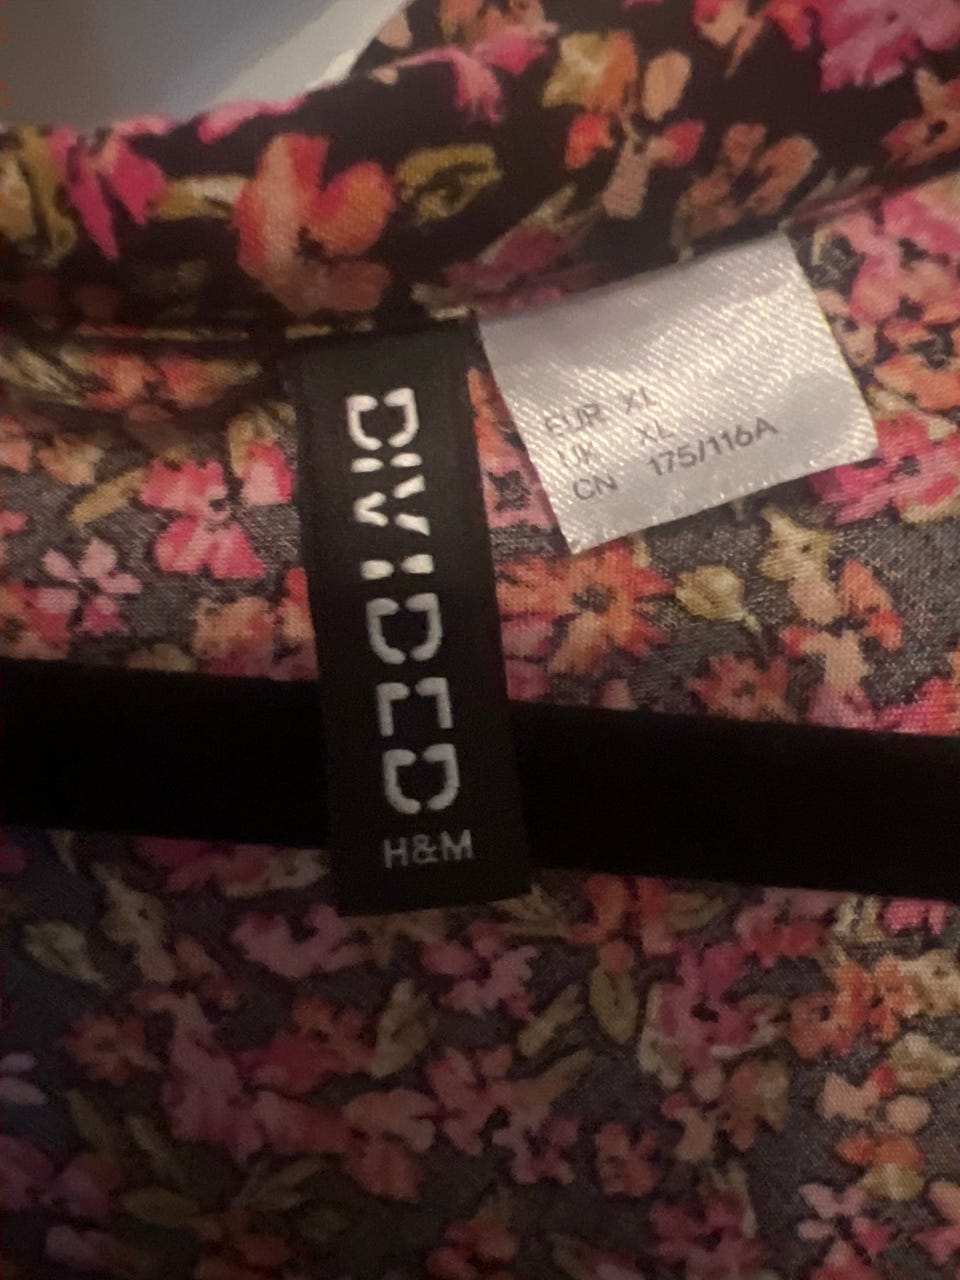 DIVIDED
H&M
EUR XL
UK XL
CN 175/116A